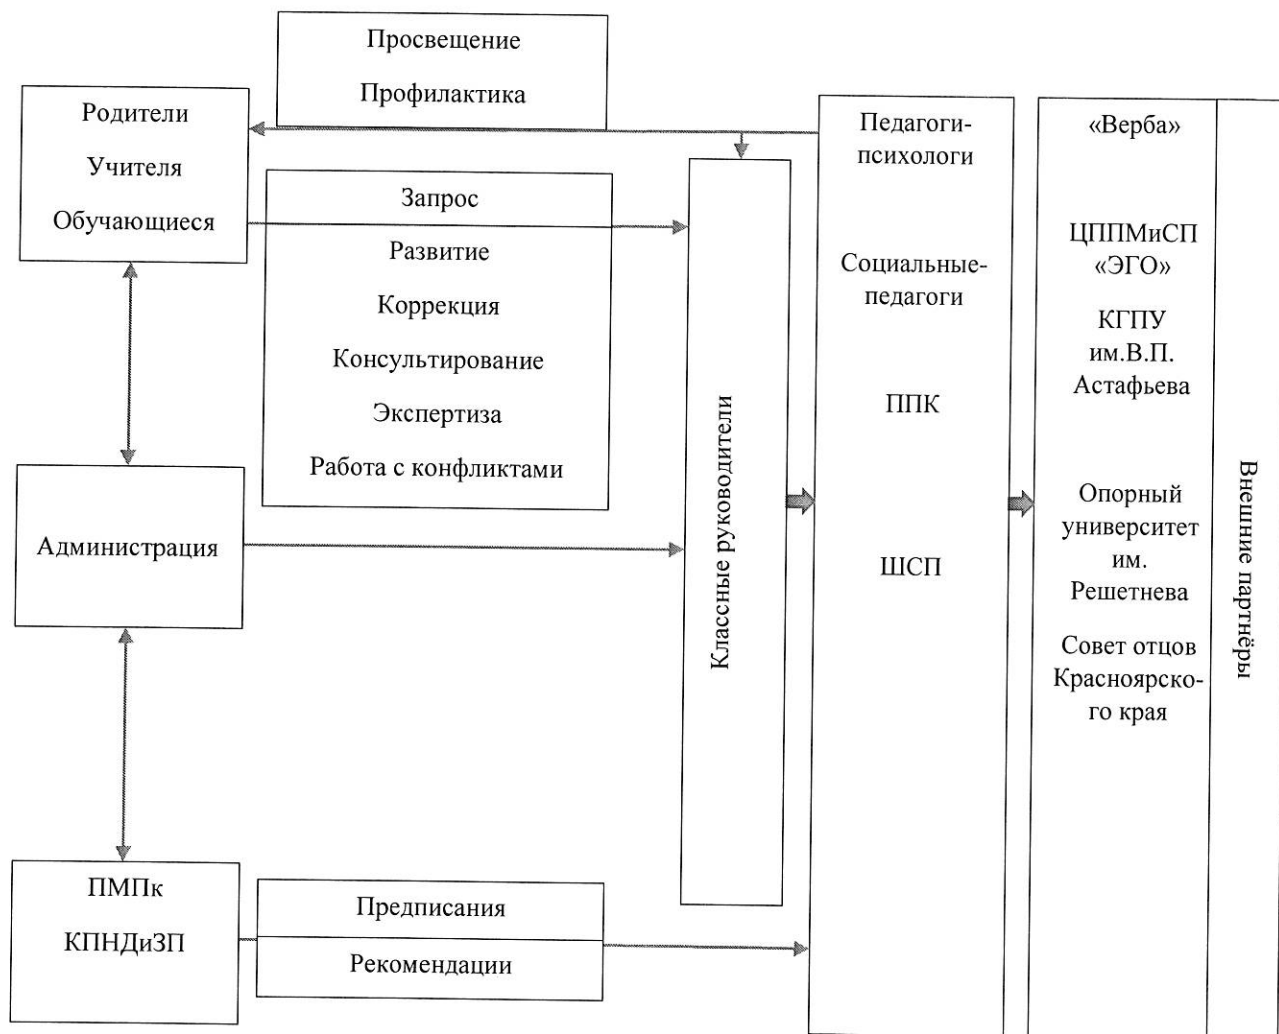 Просвещение
Профилактика
Родители
Учителя
Обучающиеся
Запрос
Развитие
Коррекция
Консультирование
Экспертиза
Работа с конфликтами
Администрация
ПМПк
КПНДиЗП
Предписания
Рекомендации
Классные руководители
Педагоги-
психологи
Социальные-
педагоги
ППК
ШСП
«Верба»
ЦППМиСП
«ЭГО»
КГПУ
им.В.П.
Астафьева
Опорный
университет
им.
Решетнева
Совет отцов
Красноярско-
го края
Внешние партнёры